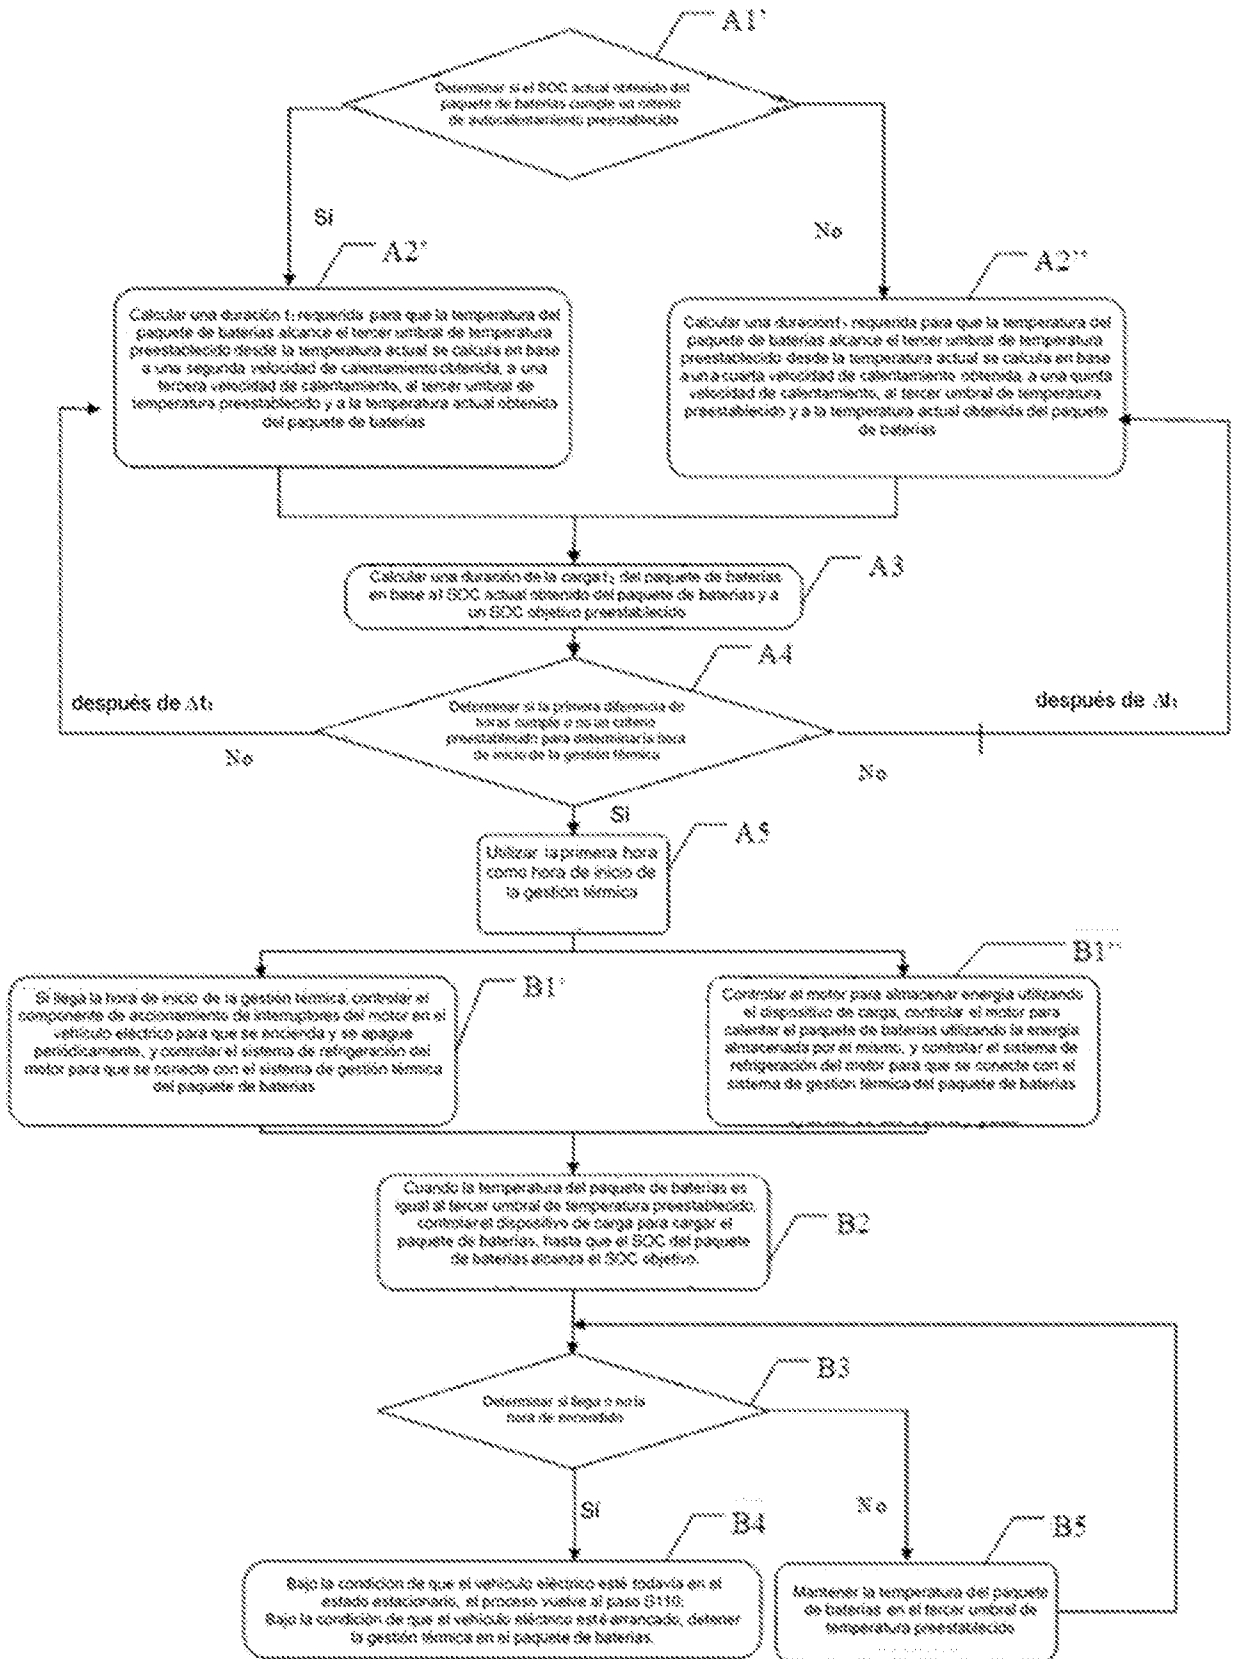 A1'
Determinar si el SOC actual obtenido del
paquete de baterías cumple un criterio
de autocalentamiento preestablecido
Sí
No
A2'
Calcular una duración t₁ requerida para que la temperatura del
paquete de baterías alcance el tercer umbral de temperatura
preestablecido desde la temperatura actual se calcula en base
a una segunda velocidad de calentamiento obtenida, a una
tercera velocidad de calentamiento, al tercer umbral de
temperatura preestablecido y a la temperatura actual obtenida
del paquete de baterías
A2''
Calcular una duración t₁ requerida para que la temperatura del
paquete de baterías alcance el tercer umbral de temperatura
preestablecido desde la temperatura actual se calcula en base
a una cuarta velocidad de calentamiento obtenida, a una quinta
velocidad de calentamiento, al tercer umbral de temperatura
preestablecido y a la temperatura actual obtenida del paquete
de baterías
A3
Calcular una duración de la carga t₂ del paquete de baterías
en base al SOC actual obtenido del paquete de baterías y a
un SOC objetivo preestablecido
A4
Determinar si la primera diferencia de
horas cumple o no un criterio
preestablecido para determinar la hora
de inicio de la gestión térmica
después de Δt₁
No
después de Δt₁
No
Sí
A5
Utilizar la primera hora
como hora de inicio de
la gestión térmica
B1'
Si llega la hora de inicio de la gestión térmica, controlar el
componente de accionamiento de interruptores del motor en el
vehículo eléctrico para que se encienda y se apague
periódicamente, y controlar el sistema de refrigeración del
motor para que se conecte con el sistema de gestión térmica
del paquete de baterías
B1''
Controlar el motor para almacenar energía utilizando
el dispositivo de carga, controlar el motor para
calentar el paquete de baterías utilizando la energía
almacenada por el mismo, y controlar el sistema de
refrigeración del motor para que se conecte con el
sistema de gestión térmica del paquete de baterías
B2
Cuando la temperatura del paquete de baterías es
igual al tercer umbral de temperatura preestablecido,
controlar el dispositivo de carga para cargar el
paquete de baterías, hasta que el SOC del paquete
de baterías alcanza el SOC objetivo.
B3
Determinar si llega o no la
hora de encendido
Sí
No
B4
Bajo la condición de que el vehículo eléctrico esté todavía en el
estado estacionario, el proceso vuelve al paso S110;
Bajo la condición de que el vehículo eléctrico esté arrancado, detener
la gestión térmica en el paquete de baterías.
B5
Mantener la temperatura del paquete
de baterías en el tercer umbral de
temperatura preestablecido